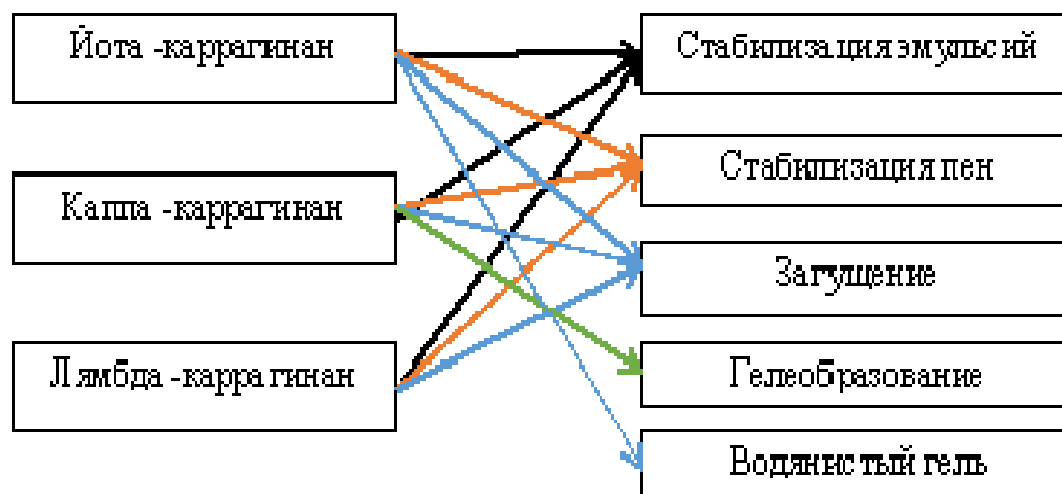 Йота -каррагинан
Каппа -каррагинан
Лямбда -каррагинан
Стабилизация эмульсий
Стабилизация пен
Загущение
Гелеобразование
Водянистый гель